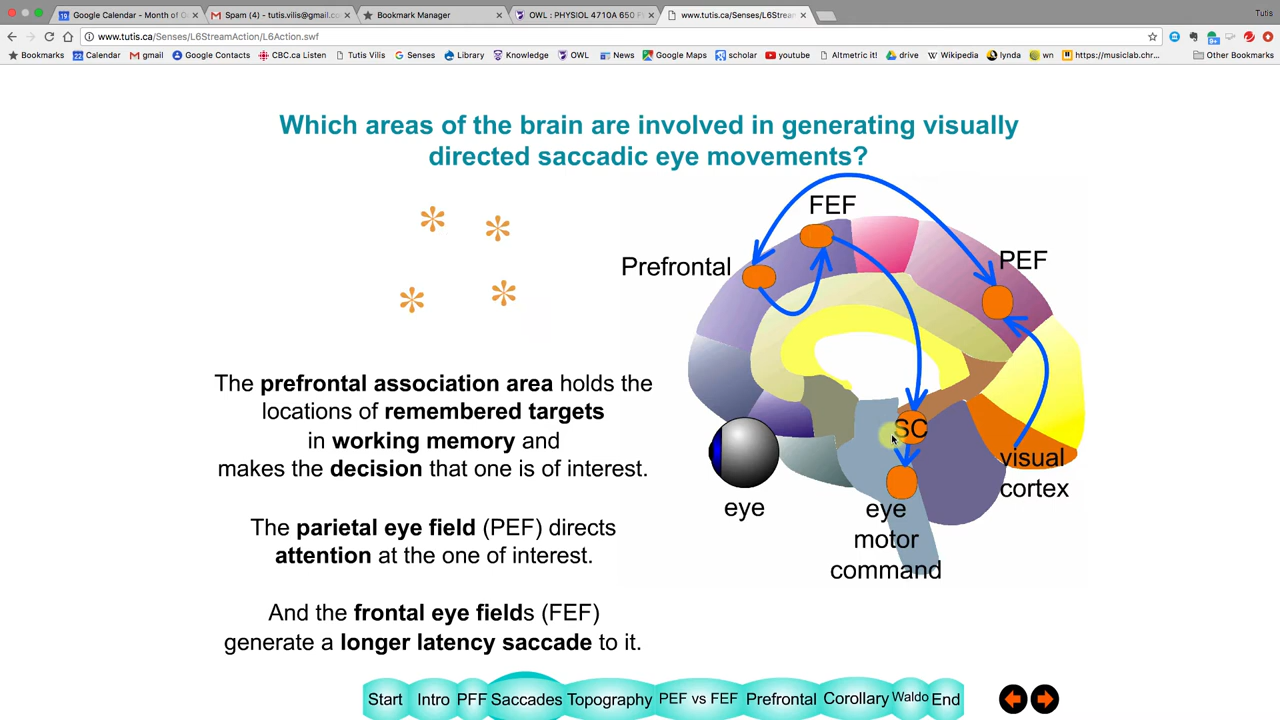 Google Calendar - Month of O
Spam (4) - tutis.vilis@gmail.co
Bookmark Manager
OWL : PHYSIOL 4710A 650 F
www.tutis.ca/Senses/L6Stream
Tutis
www.tutis.ca/Senses/L6StreamAction/L6Action.swf
Bookmarks 22 Calendar gmail Google Contacts CBC.ca Listen Tutis Vilis Senses Library Knowledge OWL News Google Maps scholar youtube Altmetric it! drive Wikipedia lynda wn https://musiclab.chr... Other Bookmarks
Which areas of the brain are involved in generating visually
directed saccadic eye movements?
FEF
Prefrontal
PEF
SC
visual
cortex
eye
eye
motor
command
The prefrontal association area holds the
locations of remembered targets
in working memory and
makes the decision that one is of interest.
The parietal eye field (PEF) directs
attention at the one of interest.
And the frontal eye fields (FEF)
generate a longer latency saccade to it.
Start Intro PFF Saccades Topography PEF vs FEF Prefrontal Corollary Waldo End